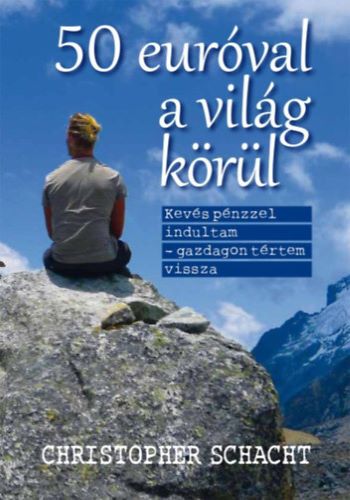 50 euróval
a világ
körül
Kevés pénzzel
indultam
– gazdagon tértem
vissza
CHRISTOPHER SCHACHT